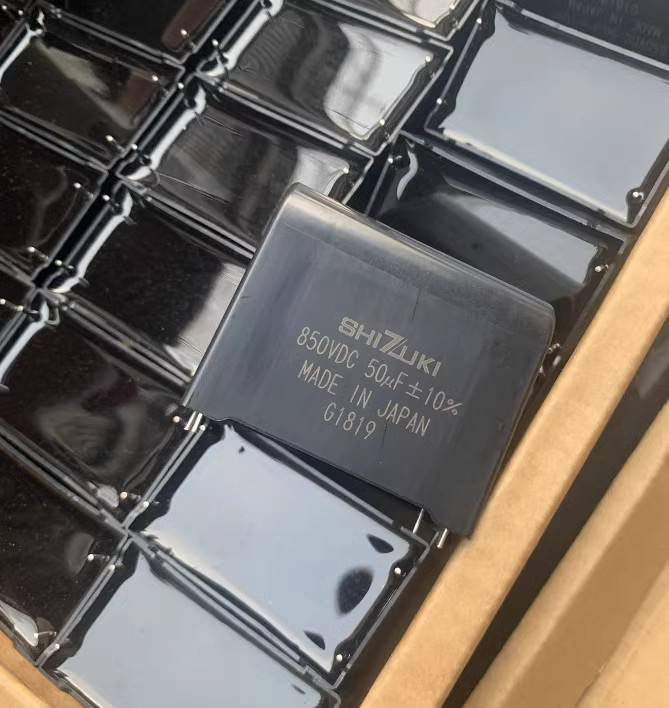 SHIZUKI
850VDC 50μF±10%
MADE IN JAPAN
G1819